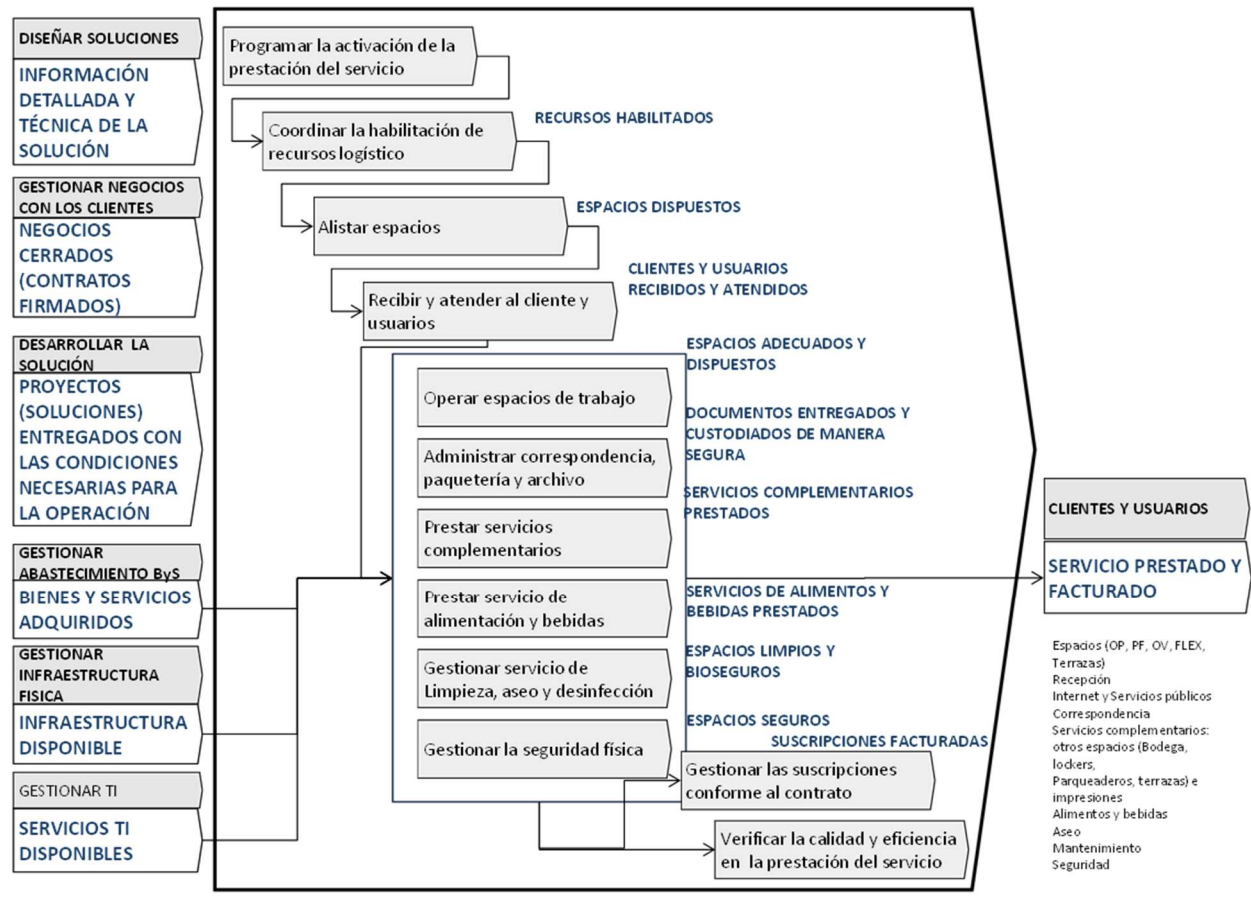 DISEÑAR SOLUCIONES
INFORMACIÓN
DETALLADA Y
TÉCNICA DE LA
SOLUCIÓN
GESTIONAR NEGOCIOS
CON LOS CLIENTES
NEGOCIOS
CERRADOS
(CONTRATOS
FIRMADOS)
DESARROLLAR LA
SOLUCIÓN
PROYECTOS
(SOLUCIONES)
ENTREGADOS CON
LAS CONDICIONES
NECESARIAS PARA
LA OPERACIÓN
GESTIONAR
ABASTECIMIENTO ByS
BIENES Y SERVICIOS
ADQUIRIDOS
GESTIONAR
INFRAESTRUCTURA
FISICA
INFRAESTRUCTURA
DISPONIBLE
GESTIONAR TI
SERVICIOS TI
DISPONIBLES
Programar la activación de la
prestación del servicio
Coordinar la habilitación de
recursos logístico
RECURSOS HABILITADOS
Alistar espacios
ESPACIOS DISPUESTOS
Recibir y atender al cliente y
usuarios
CLIENTES Y USUARIOS
RECIBIDOS Y ATENDIDOS
Operar espacios de trabajo
ESPACIOS ADECUADOS Y
DISPUESTOS
Administrar correspondencia,
paquetería y archivo
DOCUMENTOS ENTREGADOS Y
CUSTODIADOS DE MANERA
SEGURA
Prestar servicios
complementarios
SERVICIOS COMPLEMENTARIOS
PRESTADOS
Prestar servicio de
alimentación y bebidas
SERVICIOS DE ALIMENTOS Y
BEBIDAS PRESTADOS
Gestionar servicio de
Limpieza, aseo y desinfección
ESPACIOS LIMPIOS Y
BIOSEGUROS
Gestionar la seguridad física
ESPACIOS SEGUROS
SUSCRIPCIONES FACTURADAS
Gestionar las suscripciones
conforme al contrato
Verificar la calidad y eficiencia
en la prestación del servicio
CLIENTES Y USUARIOS
SERVICIO PRESTADO Y
FACTURADO
Espacios (OP, PF, OV, FLEX,
Terrazas)
Recepción
Internet y Servicios públicos
Correspondencia
Servicios complementarios:
otros espacios (Bodega,
lockers,
Parqueaderos, terrazas) e
impresiones
Alimentos y bebidas
Aseo
Mantenimiento
Seguridad